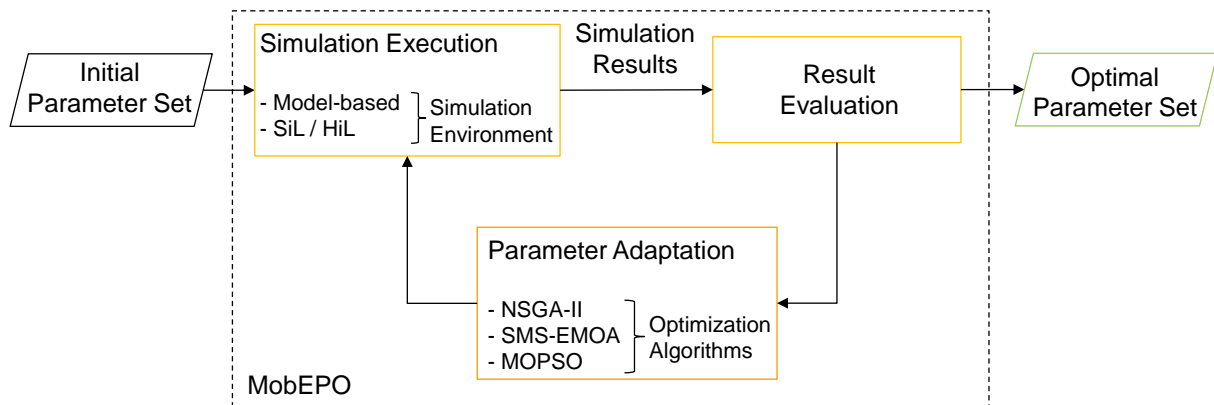 Initial
Parameter Set
Simulation Execution
- Model-based
- SiL / HiL
Simulation
Environment
Simulation
Results
Result
Evaluation
Optimal
Parameter Set
Parameter Adaptation
- NSGA-II
- SMS-EMOA
- MOPSO
Optimization
Algorithms
MobEPO